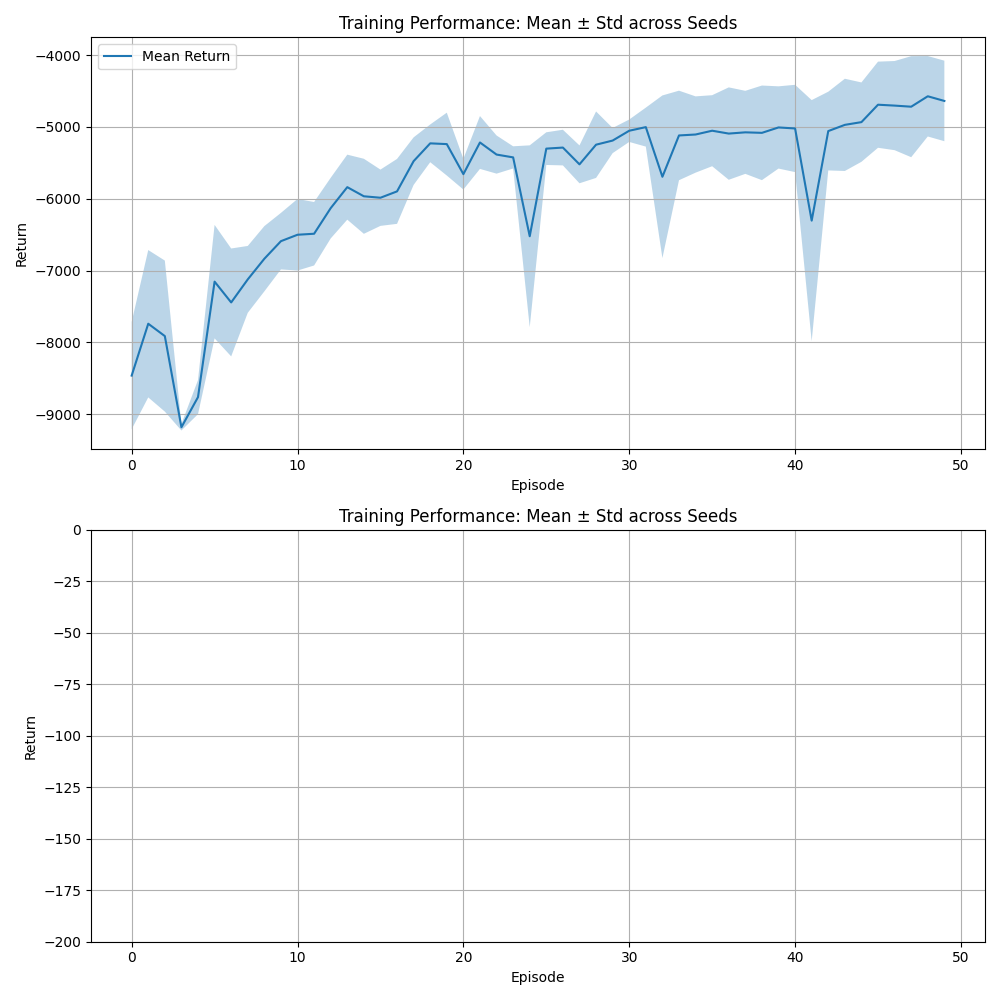 Training Performance: Mean ± Std across Seeds
Mean Return
−4000
−5000
−6000
−7000
−8000
−9000
Return
0 10 20 30 40 50
Episode
Training Performance: Mean ± Std across Seeds
0
−25
−50
−75
−100
−125
−150
−175
−200
Return
0 10 20 30 40 50
Episode